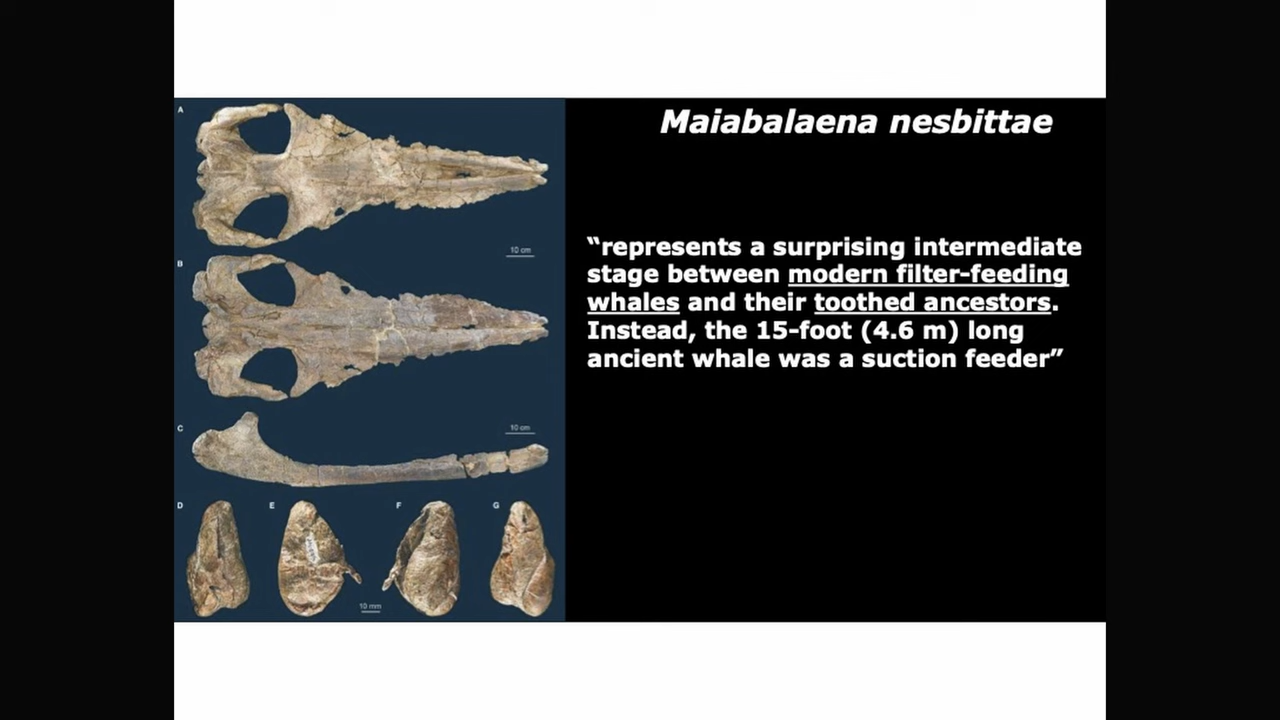 A
10 cm
B
C
10 cm
D
E
F
G
10 mm
Maiabalaena nesbittae
“represents a surprising intermediate
stage between modern filter-feeding
whales and their toothed ancestors.
Instead, the 15-foot (4.6 m) long
ancient whale was a suction feeder”